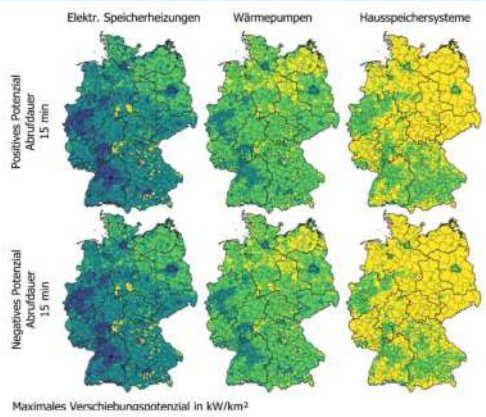 Elektr. Speicherheizungen
Wärmepumpen
Hausspeichersysteme
Positives Potenzial
Abrufdauer
15 min
Negatives Potenzial
Abrufdauer
15 min
Maximales Verschiebungspotenzial in kW/km²